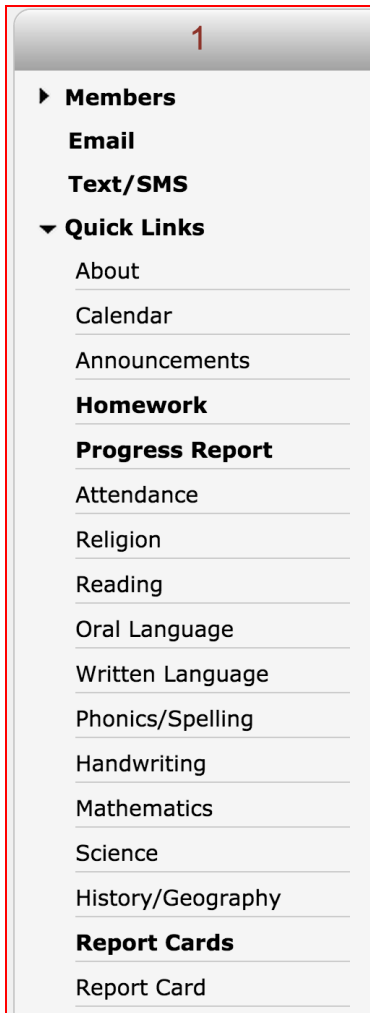 1
Members
Email
Text/SMS
Quick Links
About
Calendar
Announcements
Homework
Progress Report
Attendance
Religion
Reading
Oral Language
Written Language
Phonics/Spelling
Handwriting
Mathematics
Science
History/Geography
Report Cards
Report Card